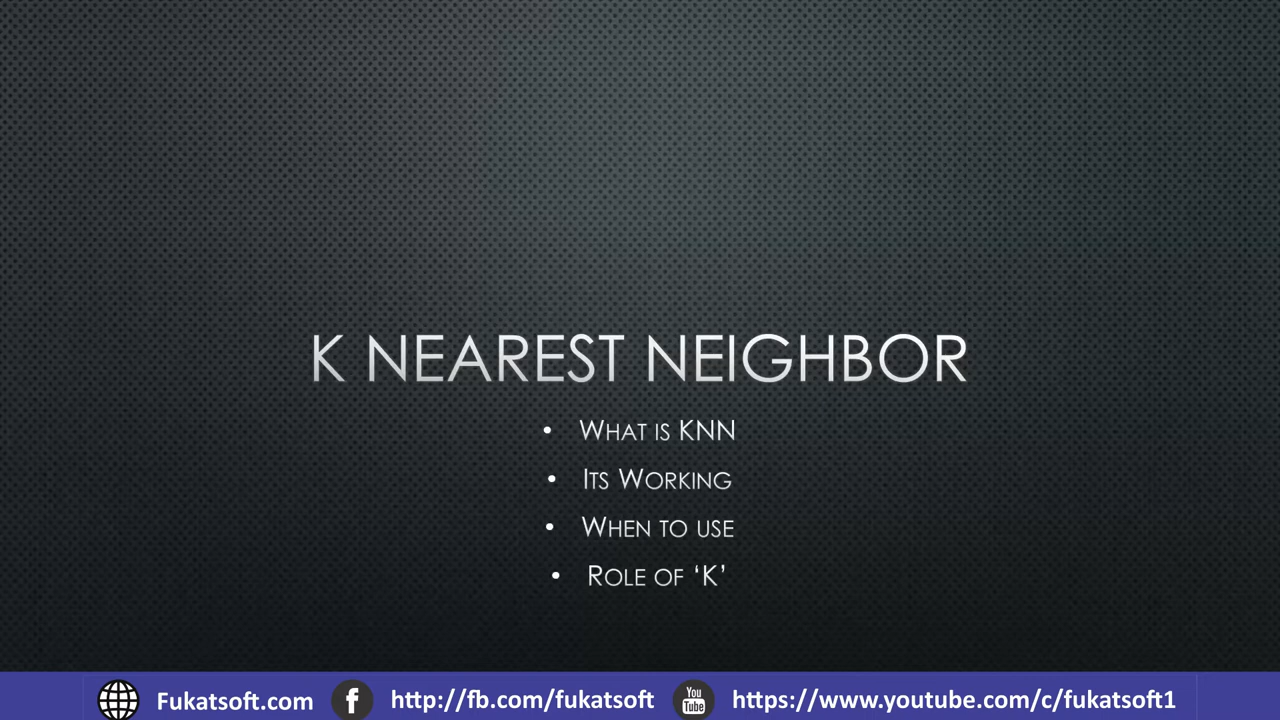 K NEAREST NEIGHBOR
• WHAT IS KNN
• ITS WORKING
• WHEN TO USE
• ROLE OF ‘K’
Fukatsoft.com f http://fb.com/fukatsoft You Tube https://www.youtube.com/c/fukatsoft1